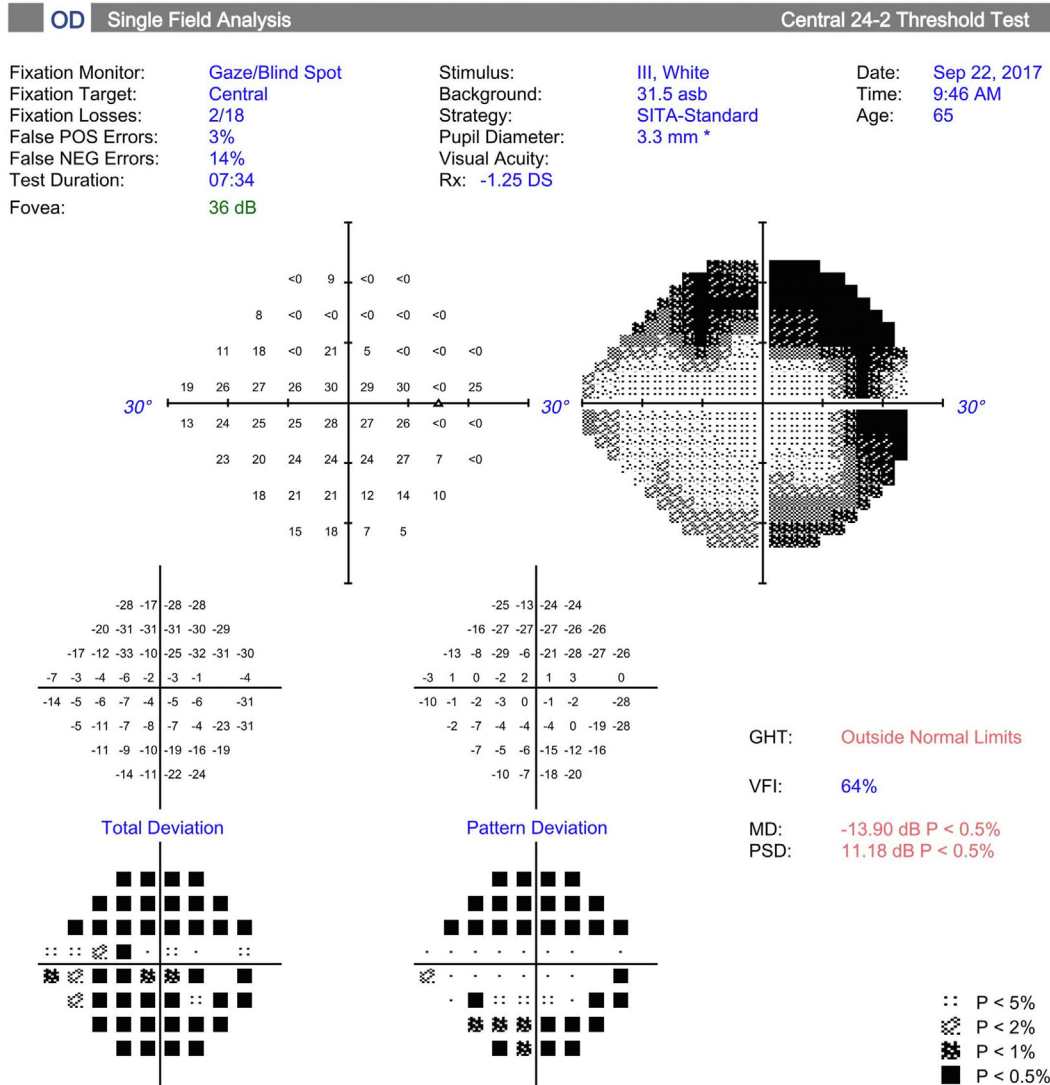 OD Single Field Analysis Central 24-2 Threshold Test
Fixation Monitor: Gaze/Blind Spot Stimulus: III, White Date: Sep 22, 2017
Fixation Target: Central Background: 31.5 asb Time: 9:46 AM
Fixation Losses: 2/18 Strategy: SITA-Standard Age: 65
False POS Errors: 3% Pupil Diameter: 3.3 mm *
False NEG Errors: 14% Visual Acuity:
Test Duration: 07:34 Rx: -1.25 DS
Fovea: 36 dB
<0 9 <0 <0
8 <0 <0 <0 <0 <0
11 18 <0 21 5 <0 <0 <0
19 26 27 26 30 29 30 <0 25
30° 30° 30°
13 24 25 25 28 27 26 <0 <0
23 20 24 24 24 27 7 <0
18 21 21 12 14 10
15 18 7 5
-28 -17 -28 -28 -25 -13 -24 -24
-20 -31 -31 -31 -30 -29 -16 -27 -27 -27 -26 -26
-17 -12 -33 -10 -25 -32 -31 -30 -13 -8 -29 -6 -21 -28 -27 -26
-7 -3 -4 -6 -2 -3 -1 -4 -3 1 0 -2 2 1 3 0
-14 -5 -6 -7 -4 -5 -6 -31 -10 -1 -2 -3 0 -1 -2 -28
-5 -11 -7 -8 -7 -4 -23 -31 -2 -7 -4 -4 -4 0 -19 -28
-11 -9 -10 -19 -16 -19 -7 -5 -6 -15 -12 -16
-14 -11 -22 -24 -10 -7 -18 -20
GHT: Outside Normal Limits
VFI: 64%
MD: -13.90 dB P < 0.5%
PSD: 11.18 dB P < 0.5%
Total Deviation Pattern Deviation
P < 5%
P < 2%
P < 1%
P < 0.5%